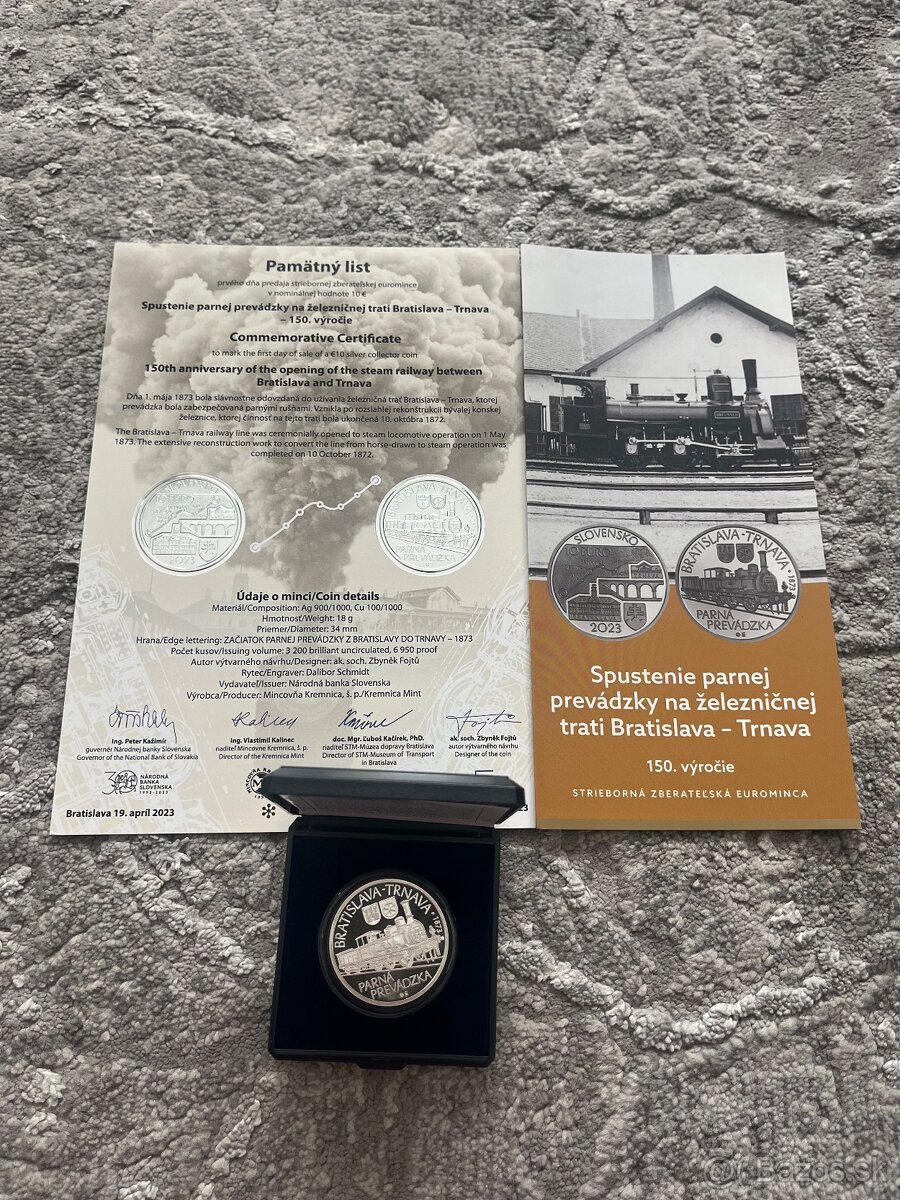 Pamätný list
prvého dňa predaja striebornej zberateľskej euromince
v nominálnej hodnote 10 €
Spustenie parnej prevádzky na železničnej trati Bratislava – Trnava
– 150. výročie
Commemorative Certificate
to mark the first day of sale of a €10 silver collector coin
150th anniversary of the opening of the steam railway between
Bratislava and Trnava
Dňa 1. mája 1873 bola slávnostne odovzdaná do užívania železničná trať Bratislava – Trnava, ktorej
prevádzka bola zabezpečovaná parnými rušňami. Vznikla po rozsiahlej rekonštrukcii bývalej konskej
železnice, ktorej činnosť na tejto trati bola ukončená 10. októbra 1872.
The Bratislava – Trnava railway line was ceremonially opened to steam locomotive operation on 1 May
1873. The extensive reconstruction work to convert the line from horse-drawn to steam operation was
completed on 10 October 1872.
SLOVENSKO
10 EURO
2023
BRATISLAVA-TRNAVA
PARNÁ
PREVÁDZKA
Údaje o minci/Coin details
Materiál/Composition: Ag 900/1000, Cu 100/1000
Hmotnosť/Weight: 18 g
Priemer/Diameter: 34 mm
Hrana/Edge lettering: ZAČIATOK PARNEJ PREVÁDZKY Z BRATISLAVY DO TRNAVY – 1873
Počet kusov/Issuing volume: 3 200 brilliant uncirculated, 6 950 proof
Autor výtvarného návrhu/Designer: ak. soch. Zbyněk Fojtů
Rytec/Engraver: Dalibor Schmidt
Vydavateľ/Issuer: Národná banka Slovenska
Výrobca/Producer: Mincovňa Kremnica, š. p./Kremnica Mint
Ing. Peter Kažimír
guvernér Národnej banky Slovenska
Governor of the National Bank of Slovakia
Ing. Vlastimil Kalinec
riaditeľ Mincovne Kremnica, š. p.
Director of the Kremnica Mint
doc. Mgr. Ľuboš Kačírek, PhD.
riaditeľ STM-Múzea dopravy Bratislava
Director of STM-Museum of Transport
in Bratislava
ak. soch. Zbyněk Fojtů
autor výtvarného návrhu
Designer of the coin
NÁRODNÁ
BANKA
SLOVENSKA
1993-2023
Bratislava 19. apríl 2023
SLOVENSKO
10 EURO
2023
BRATISLAVA-TRNAVA
1873
PARNÁ
PREVÁDZKA
Spustenie parnej
prevádzky na železničnej
trati Bratislava – Trnava
150. výročie
STRIEBORNÁ ZBERATEĽSKÁ EUROMINCA
BRATISLAVA-TRNAVA
1873
PARNÁ
PREVÁDZKA
Bazos.sk